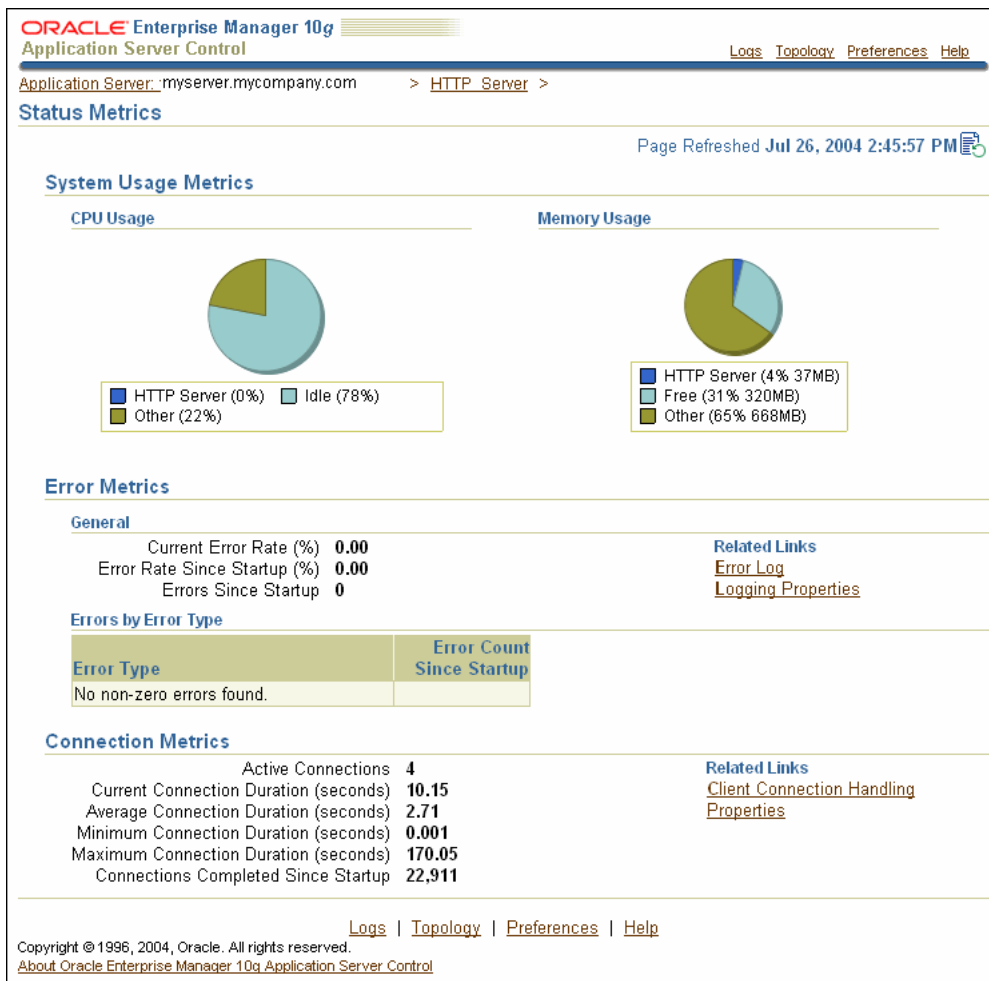 ORACLE Enterprise Manager 10g
Application Server Control
Logs Topology Preferences Help
Application Server: :myserver.mycompany.com > HTTP_Server >
Status Metrics
Page Refreshed Jul 26, 2004 2:45:57 PM
System Usage Metrics
CPU Usage
HTTP Server (0%) Idle (78%)
Other (22%)
Memory Usage
HTTP Server (4% 37MB)
Free (31% 320MB)
Other (65% 668MB)
Error Metrics
General
Current Error Rate (%) 0.00
Error Rate Since Startup (%) 0.00
Errors Since Startup 0
Related Links
Error Log
Logging Properties
Errors by Error Type
Error Type
Error Count
Since Startup
No non-zero errors found.
Connection Metrics
Active Connections 4
Current Connection Duration (seconds) 10.15
Average Connection Duration (seconds) 2.71
Minimum Connection Duration (seconds) 0.001
Maximum Connection Duration (seconds) 170.05
Connections Completed Since Startup 22,911
Related Links
Client Connection Handling
Properties
Logs | Topology | Preferences | Help
Copyright © 1996, 2004, Oracle. All rights reserved.
About Oracle Enterprise Manager 10g Application Server Control